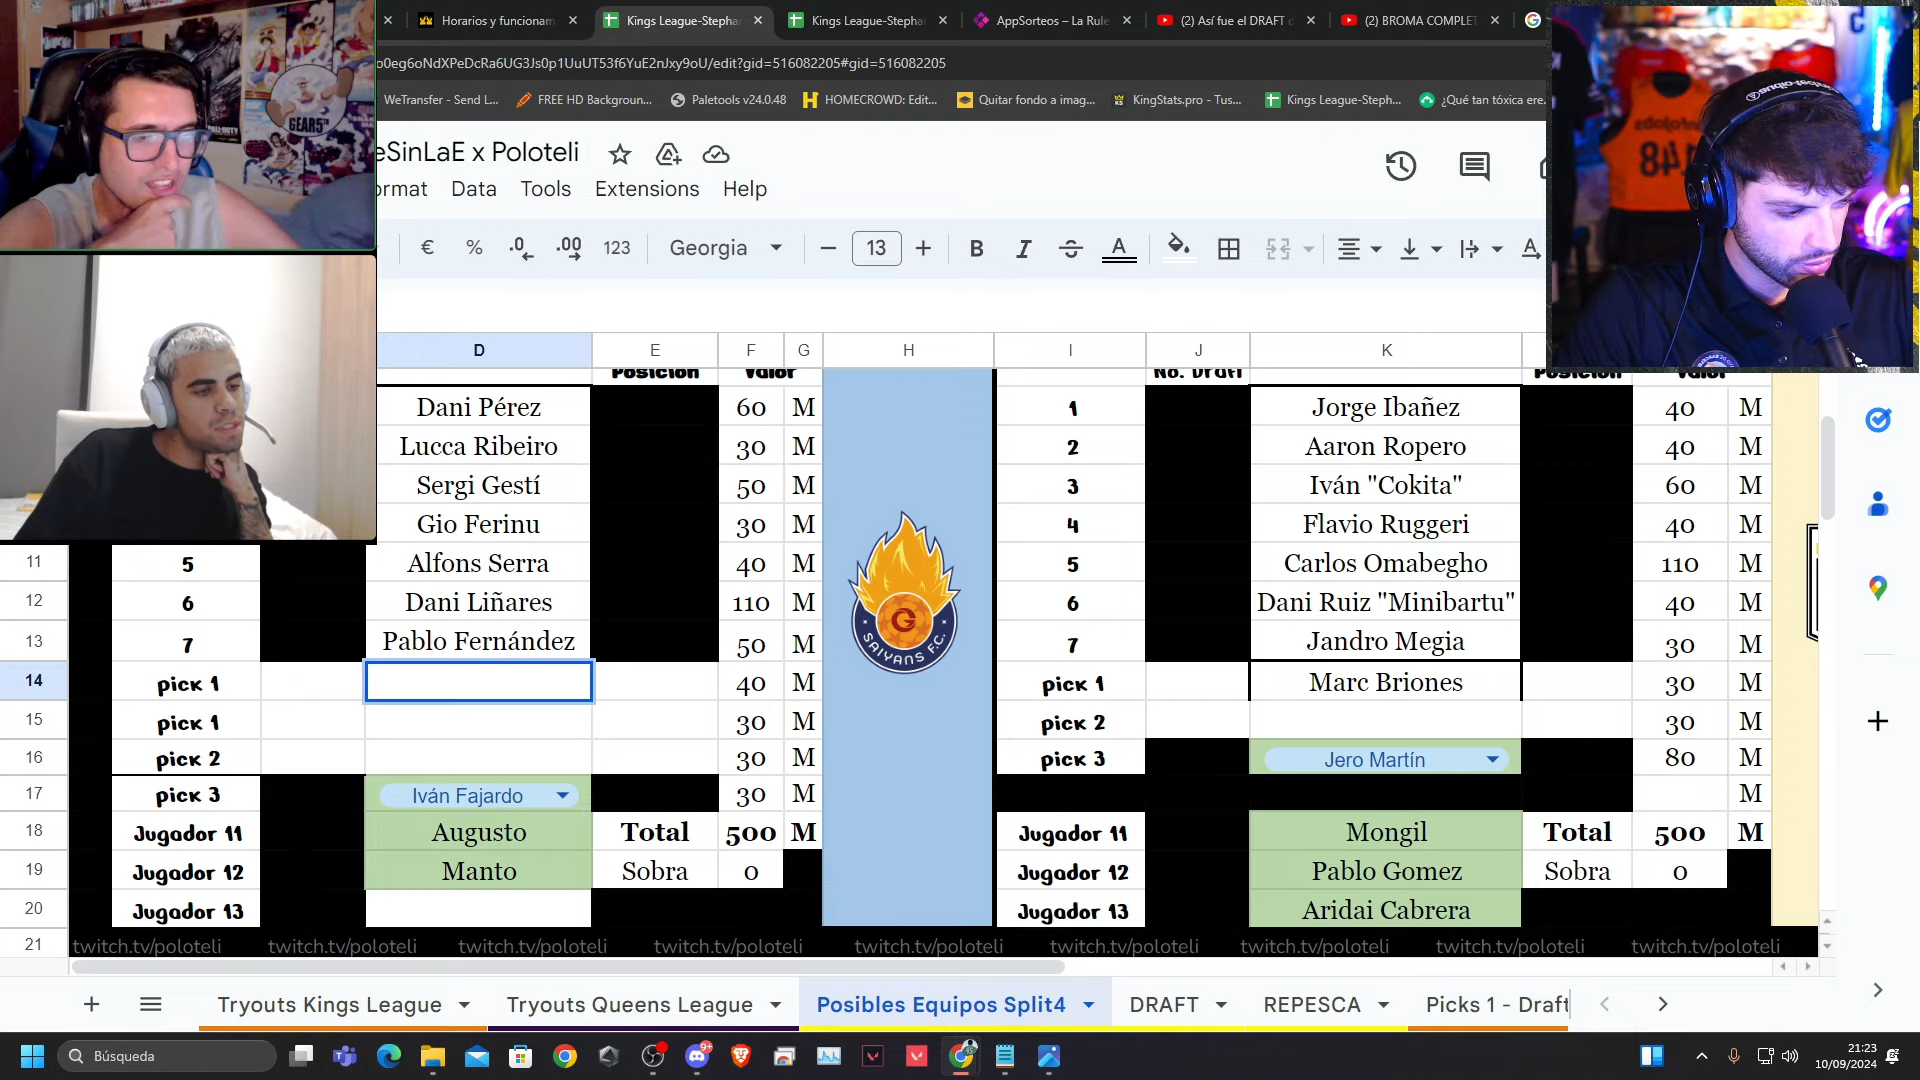 Horarios y funcionam
Kings League-Stephan
Kings League-Stepha
AppSorteos – La Rule
(2) Así fue el DRAFT d
(2) BROMA COMPLET
o0eg6oNdXPeDcRa6UG3Js0p1UuUT53f6YuE2nJxy9oU/edit?gid=516082205#gid=516082205
WeTransfer - Send L...
FREE HD Backgroun...
Paletools v24.0.48
HOMECROWD: Edit...
Quitar fondo a imag...
KingStats.pro - Tus...
Kings League-Steph...
¿Qué tan tóxica ere...
GEAR5
eSinLaE x Poloteli
ormat Data Tools Extensions Help
€ % .0 .00 123 Georgia 13 B I A
D E F G H I J K
Posicion Valor No. Draft Posicion Valor
Dani Pérez 60 M 1 Jorge Ibañez 40 M
Lucca Ribeiro 30 M 2 Aaron Ropero 40 M
Sergi Gestí 50 M 3 Iván "Cokita" 60 M
Gio Ferinu 30 M 4 Flavio Ruggeri 40 M
11 5 Alfons Serra 40 M 5 Carlos Omabegho 110 M
12 6 Dani Liñares 110 M 6 Dani Ruiz "Minibartu" 40 M
13 7 Pablo Fernández 50 M 7 Jandro Megia 30 M
SAIYANS F.C.
14 pick 1 40 M pick 1 Marc Briones 30 M
15 pick 1 30 M pick 2 30 M
16 pick 2 30 M pick 3 Jero Martín 80 M
17 pick 3 Iván Fajardo 30 M M
18 Jugador 11 Augusto Total 500 M Jugador 11 Mongil Total 500 M
19 Jugador 12 Manto Sobra 0 Jugador 12 Pablo Gomez Sobra 0
20 Jugador 13 Jugador 13 Aridai Cabrera
21 twitch.tv/poloteli twitch.tv/poloteli twitch.tv/poloteli twitch.tv/poloteli twitch.tv/poloteli twitch.tv/poloteli twitch.tv/poloteli twitch.tv/poloteli twitch.tv/poloteli
Tryouts Kings League Tryouts Queens League Posibles Equipos Split4 DRAFT REPESCA Picks 1 - Draft
Búsqueda
9+
21:23
10/09/2024